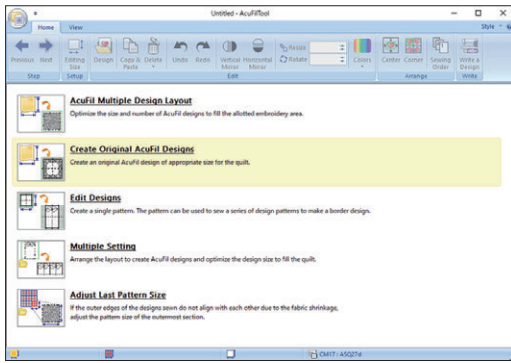 Untitled - AcuFilTool
Home View Style
Previous Next Editing Size Design Copy & Paste Delete Undo Redo Vertical Mirror Horizontal Mirror Resize Rotate Colors Center Corner Sewing Order Write a Design
Step Setup Edit Arrange Write
AcuFil Multiple Design Layout
Optimize the size and number of AcuFil designs to fill the allotted embroidery area.
Create Original AcuFil Designs
Create an original AcuFil design of appropriate size for the quilt.
Edit Designs
Create a single pattern. The pattern can be used to sew a series of design patterns to make a border design.
Multiple Setting
Arrange the layout to create AcuFil designs and optimize the design size to fill the quilt.
Adjust Last Pattern Size
If the outer edges of the designs sewn do not align with each other due to the fabric shrinkage,
adjust the pattern size of the outermost section.
CM17 : ASQ27d